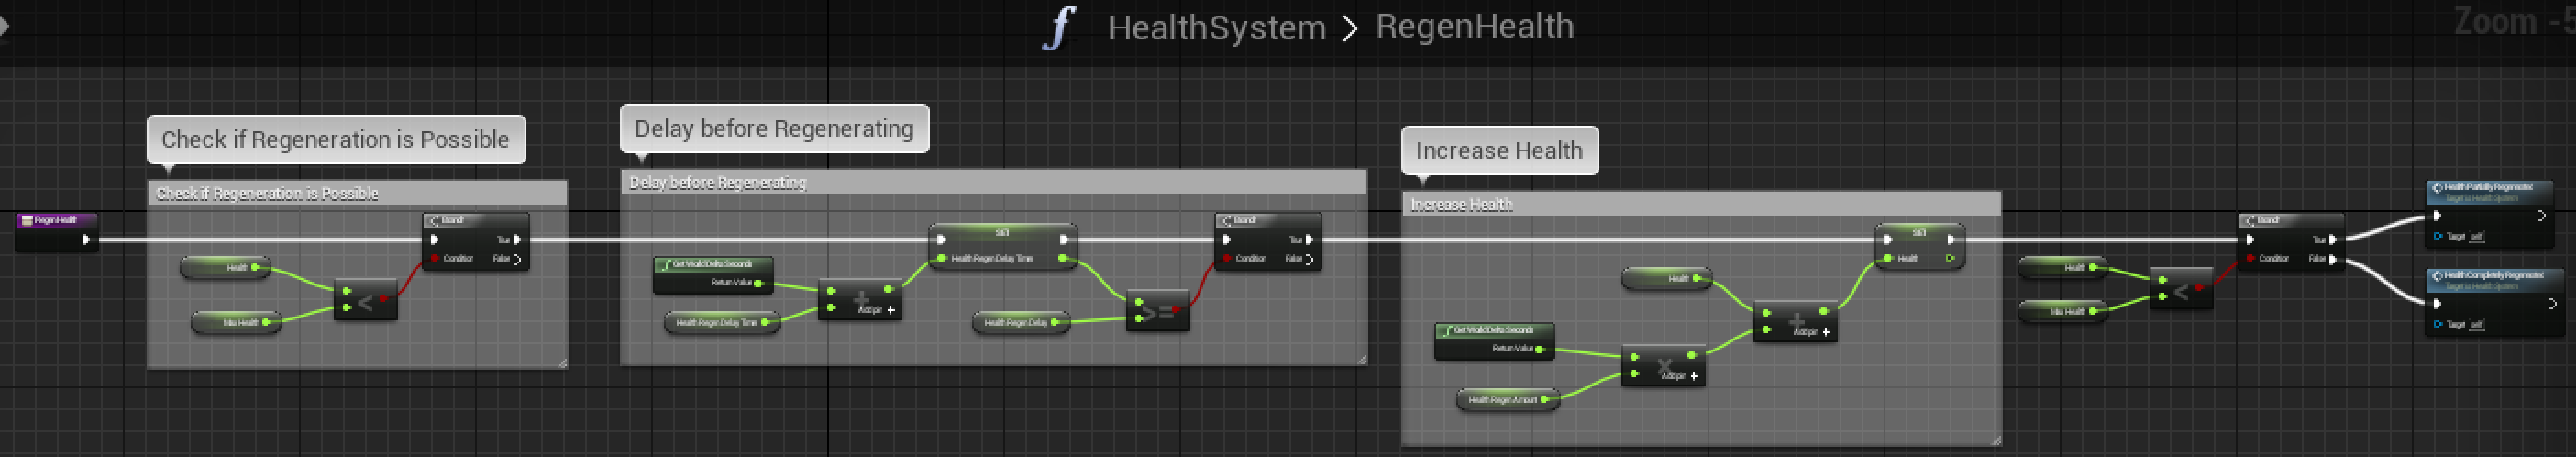 HealthSystem > RegenHealth
Zoom -5
Check if Regeneration is Possible
Check if Regeneration is Possible
RegenHealth
Branch
True
Condition
False
Health
<
Max Health
Delay before Regenerating
Delay before Regenerating
SET
Health Regen Delay Time
Branch
True
Condition
False
Get World Delta Seconds
Return Value
+
Add pin +
Health Regen Delay Time
Health Regen Delay
>=
Increase Health
Increase Health
SET
Health
Health
+
Add pin +
Get World Delta Seconds
Return Value
×
Add pin +
Health Regen Amount
Branch
True
Condition
False
Health
<
Max Health
Health Partially Regenerated
Target is Health System
Target self
Health Completely Regenerated
Target is Health System
Target self